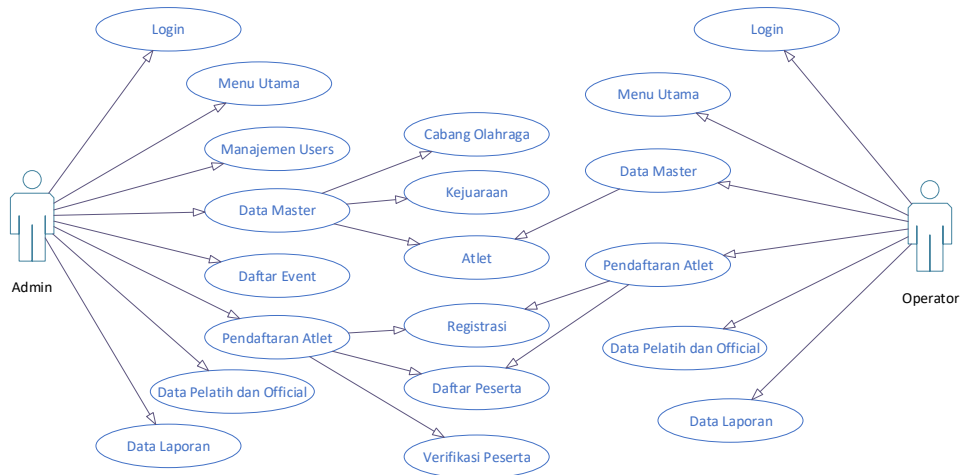 Login
Login
Menu Utama
Menu Utama
Cabang Olahraga
Manajemen Users
Data Master
Kejuaraan
Data Master
Atlet
Pendaftaran Atlet
Daftar Event
Admin
Operator
Registrasi
Pendaftaran Atlet
Data Pelatih dan Official
Data Pelatih dan Official
Daftar Peserta
Data Laporan
Data Laporan
Verifikasi Peserta